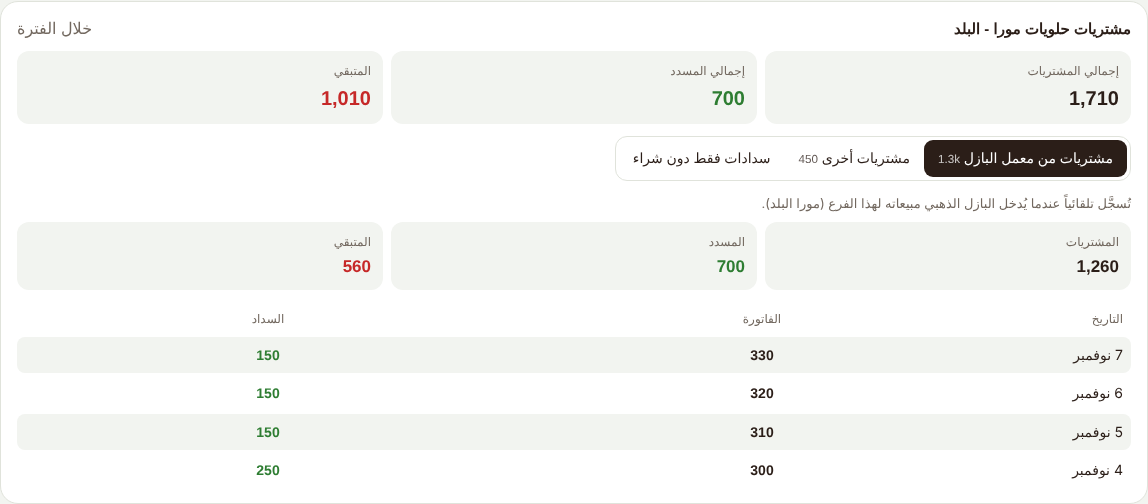 مشتريات حلويات مورا - البلد
خلال الفترة
إجمالي المشتريات
1,710
إجمالي المسدد
700
المتبقي
1,010
مشتريات من معمل البازل 1.3k
مشتريات أخرى 450
سدادات فقط دون شراء
تُسجَّل تلقائياً عندما يُدخل البازل الذهبي مبيعاته لهذا الفرع (مورا البلد).
المشتريات
1,260
المسدد
700
المتبقي
560
التاريخ الفاتورة السداد
7 نوفمبر 330 150
6 نوفمبر 320 150
5 نوفمبر 310 150
4 نوفمبر 300 250